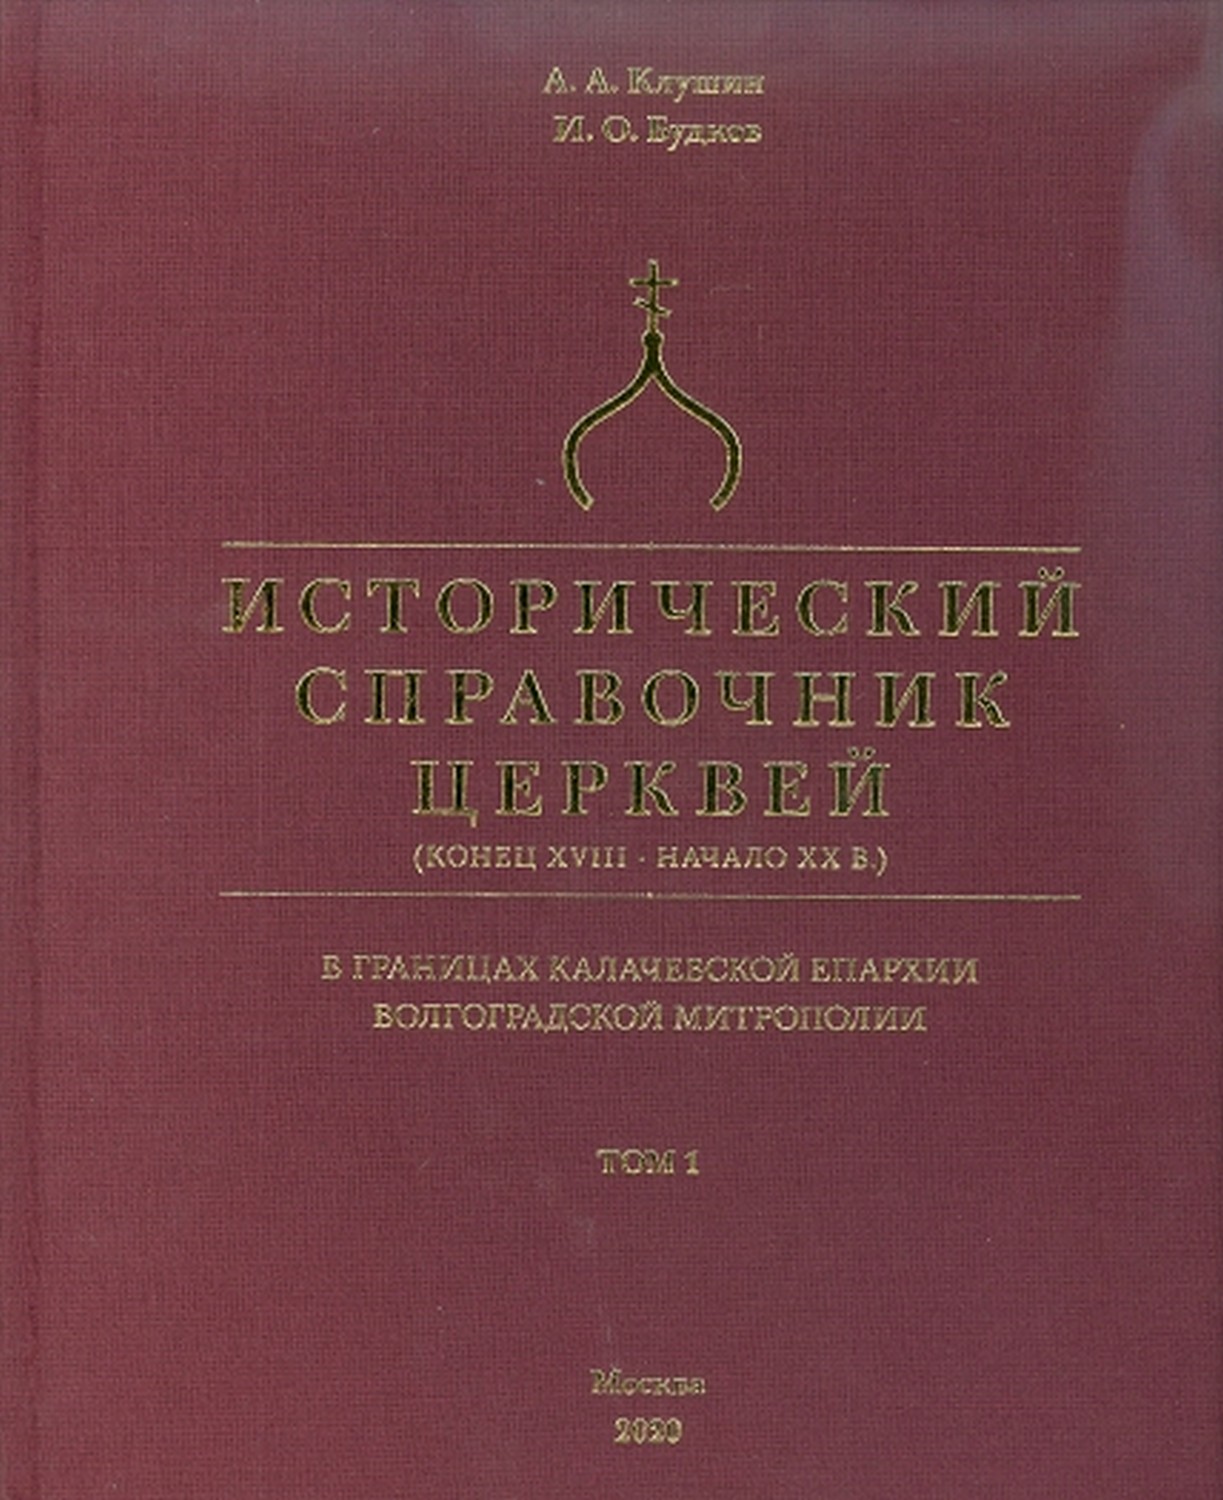 А. А. Клушин
И. О. Будков
ИСТОРИЧЕСКИЙ
СПРАВОЧНИК
ЦЕРКВЕЙ
(КОНЕЦ XVIII - НАЧАЛО XX В.)
В ГРАНИЦАХ КАЛАЧЕВСКОЙ ЕПАРХИИ
ВОЛГОГРАДСКОЙ МИТРОПОЛИИ
ТОМ 1
Москва
2020